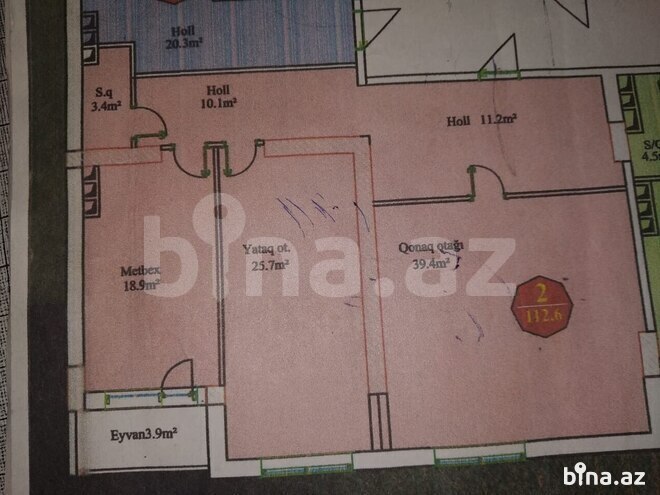 Holl
20.3m²
S.q
3.4m²
Holl
10.1m²
Holl 11.2m²
S/
4.5
Yataq ot.
25.7m²
Qonaq otağı
39.4m²
Metbex
18.9m²
2
112.6
Eyvan3.9m²
bina.az
bina.az